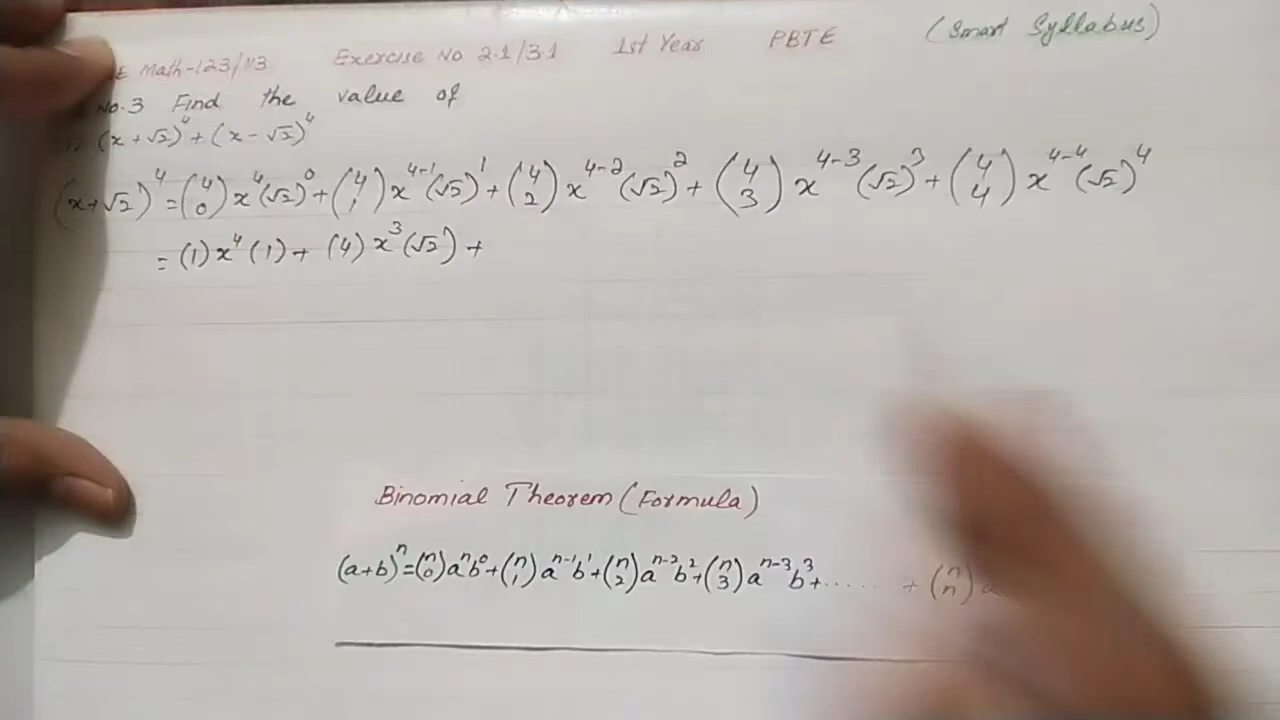 Math-123/113 Exercise No 2.1/3.1 1st Year PBTE (Smart Syllabus)
No.3 Find the value of
(x+√2)⁴+(x-√2)⁴
(x+√2)⁴=(4 0)x⁴(√2)⁰+(4 1)x⁴⁻¹(√2)¹+(4 2)x⁴⁻²(√2)²+(4 3)x⁴⁻³(√2)³+(4 4)x⁴⁻⁴(√2)⁴
=(1)x⁴(1)+(4)x³(√2)+
Binomial Theorem (Formula)
(a+b)ⁿ=(n 0)aⁿb⁰+(n 1)aⁿ⁻¹b¹+(n 2)aⁿ⁻²b²+(n 3)aⁿ⁻³b³+...... +(n n)